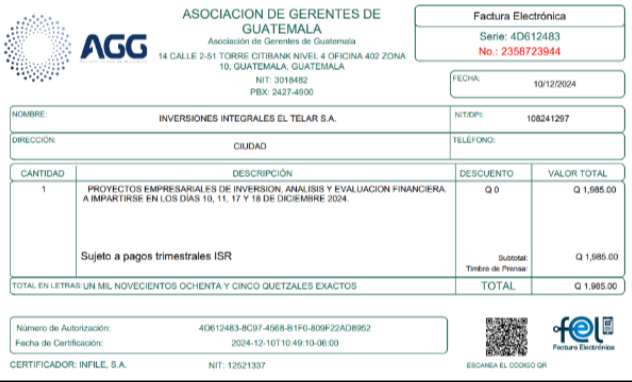 AGG
ASOCIACION DE GERENTES DE
GUATEMALA
Asociación de Gerentes de Guatemala
14 CALLE 2-51 TORRE CITIBANK NIVEL 4 OFICINA 402 ZONA
10, GUATEMALA, GUATEMALA
NIT: 3018482
PBX: 2427-4900
Factura Electrónica
Serie: 4D612483
No.: 2358723944
FECHA: 10/12/2024
NOMBRE: INVERSIONES INTEGRALES EL TELAR S.A. NIT/DPI: 108241297
DIRECCIÓN: CIUDAD TELÉFONO:
CANTIDAD DESCRIPCIÓN DESCUENTO VALOR TOTAL
1 PROYECTOS EMPRESARIALES DE INVERSION, ANALISIS Y EVALUACION FINANCIERA Q 0 Q 1,985.00
A IMPARTIRSE EN LOS DÍAS 10, 11, 17 Y 18 DE DICIEMBRE 2024.
Sujeto a pagos trimestrales ISR Subtotal: Q 1,985.00
Timbre de Prensa:
TOTAL EN LETRAS: UN MIL NOVECIENTOS OCHENTA Y CINCO QUETZALES EXACTOS TOTAL Q 1,985.00
Número de Autorización: 4D612483-8C97-4568-B1F0-809F22AD8952
Fecha de Certificación: 2024-12-10T10:49:10-06:00
fel
Factura Electrónica
CERTIFICADOR: INFILE, S.A. NIT: 12521337 ESCANEA EL CÓDIGO QR